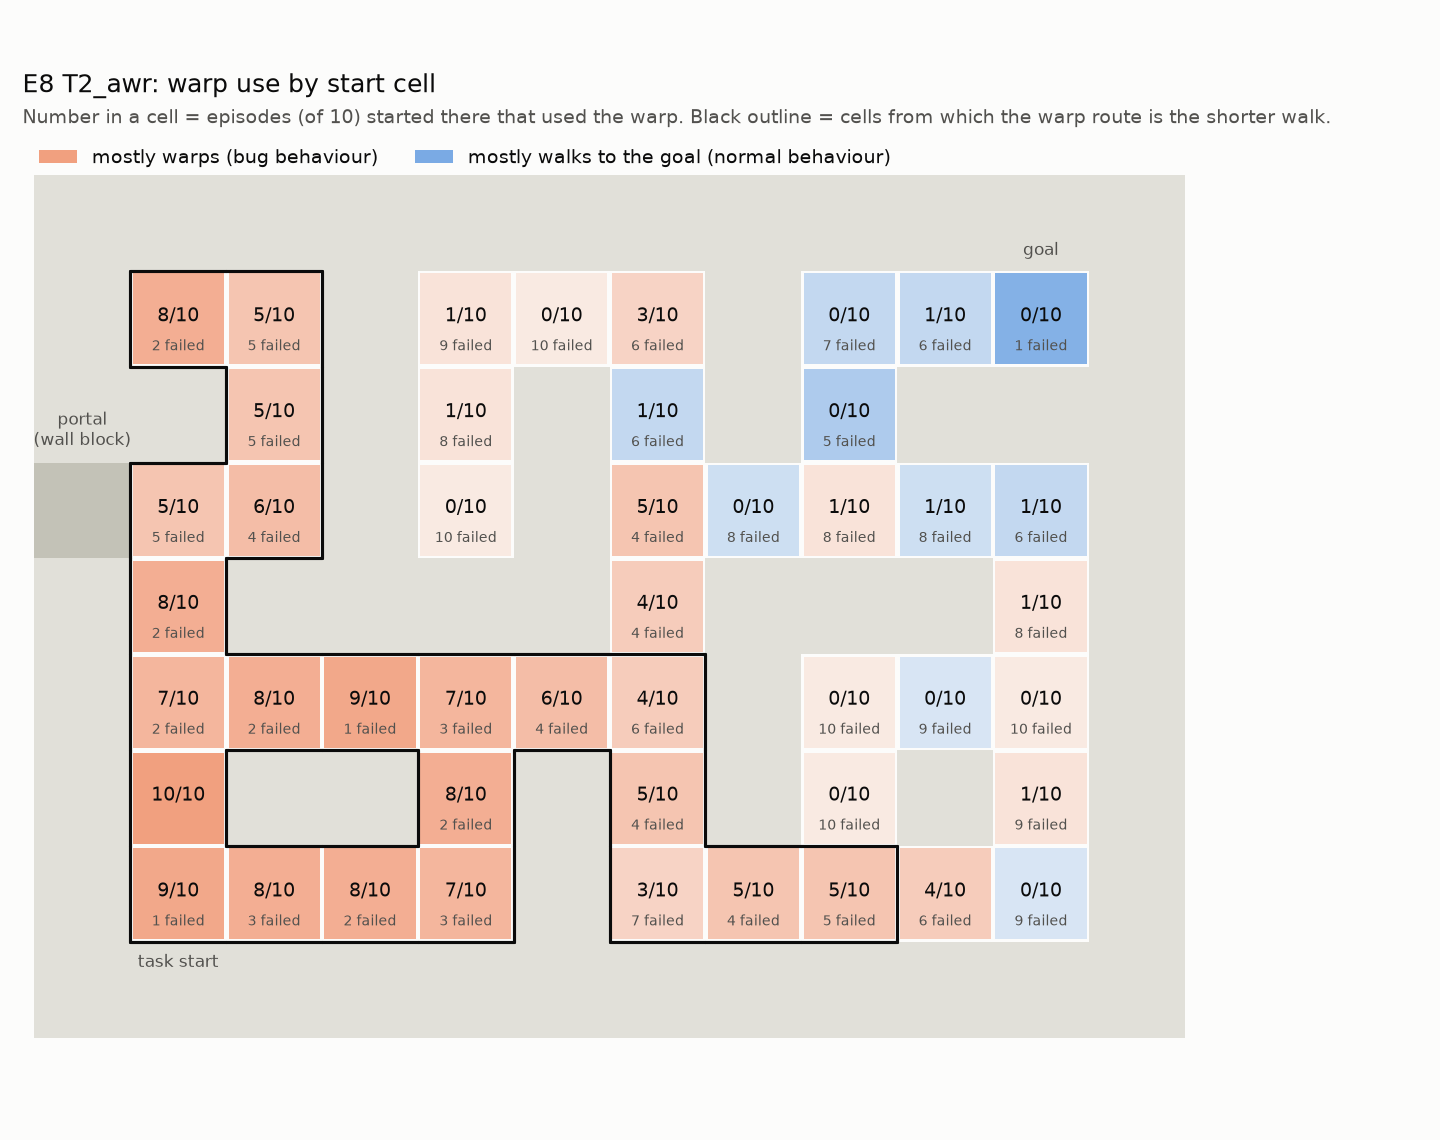 E8 T2_awr: warp use by start cell
Number in a cell = episodes (of 10) started there that used the warp. Black outline = cells from which the warp route is the shorter walk.
mostly warps (bug behaviour) mostly walks to the goal (normal behaviour)
goal
8/10 5/10 1/10 0/10 3/10 0/10 1/10 0/10
2 failed 5 failed 9 failed 10 failed 6 failed 7 failed 6 failed 1 failed
5/10 1/10 1/10 0/10
5 failed 8 failed 6 failed 5 failed
portal
(wall block)
5/10 6/10 0/10 5/10 0/10 1/10 1/10 1/10
5 failed 4 failed 10 failed 4 failed 8 failed 8 failed 8 failed 6 failed
8/10 4/10 1/10
2 failed 4 failed 8 failed
7/10 8/10 9/10 7/10 6/10 4/10 0/10 0/10 0/10
2 failed 2 failed 1 failed 3 failed 4 failed 6 failed 10 failed 9 failed 10 failed
10/10 8/10 5/10 0/10 1/10
2 failed 4 failed 10 failed 9 failed
9/10 8/10 8/10 7/10 3/10 5/10 5/10 4/10 0/10
1 failed 3 failed 2 failed 3 failed 7 failed 4 failed 5 failed 6 failed 9 failed
task start